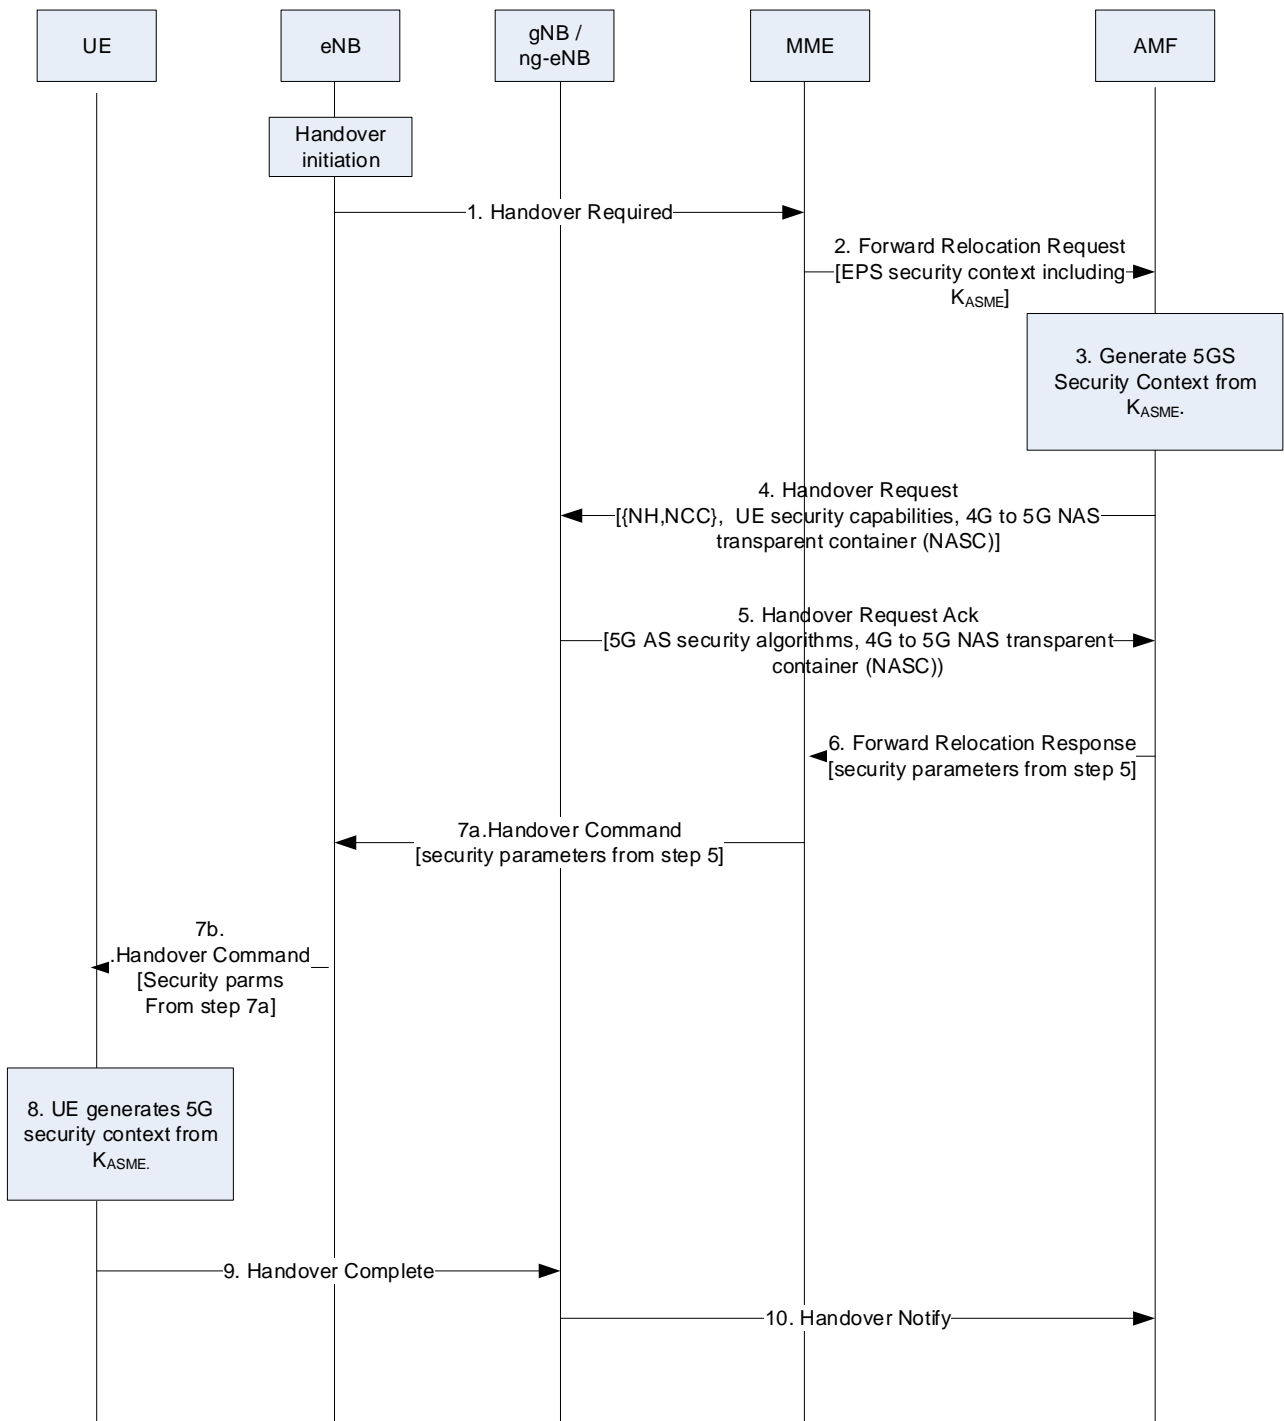 UE
eNB
gNB /
ng-eNB
MME
AMF
Handover
initiation
1. Handover Required
2. Forward Relocation Request
[EPS security context including
KASME]
3. Generate 5GS
Security Context from
KASME.
4. Handover Request
[{NH,NCC}, UE security capabilities, 4G to 5G NAS
transparent container (NASC)]
5. Handover Request Ack
[5G AS security algorithms, 4G to 5G NAS transparent
container (NASC))
6. Forward Relocation Response
[security parameters from step 5]
7a.Handover Command
[security parameters from step 5]
7b.
.Handover Command
[Security parms
From step 7a]
8. UE generates 5G
security context from
KASME.
9. Handover Complete
10. Handover Notify